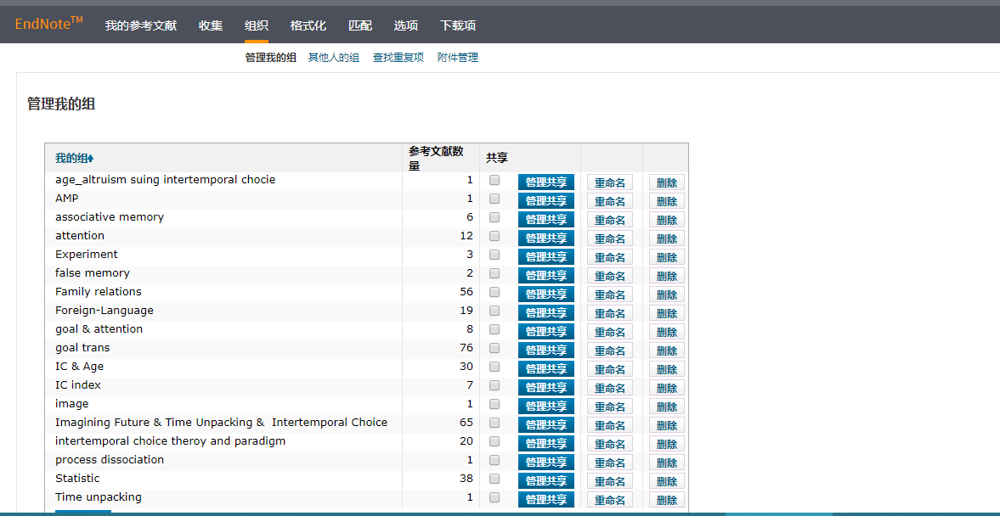 EndNote™ 我的参考文献 收集 组织 格式化 匹配 选项 下载项
管理我的组 其他人的组 查找重复项 附件管理
管理我的组
我的组 参考文献数量 共享
age_altruism suing intertemporal chocie 1 管理共享 重命名 删除
AMP 1 管理共享 重命名 删除
associative memory 6 管理共享 重命名 删除
attention 12 管理共享 重命名 删除
Experiment 3 管理共享 重命名 删除
false memory 2 管理共享 重命名 删除
Family relations 56 管理共享 重命名 删除
Foreign-Language 19 管理共享 重命名 删除
goal & attention 8 管理共享 重命名 删除
goal trans 76 管理共享 重命名 删除
IC & Age 30 管理共享 重命名 删除
IC index 7 管理共享 重命名 删除
image 1 管理共享 重命名 删除
Imagining Future & Time Unpacking & Intertemporal Choice 65 管理共享 重命名 删除
intertemporal choice theroy and paradigm 20 管理共享 重命名 删除
process dissociation 1 管理共享 重命名 删除
Statistic 38 管理共享 重命名 删除
Time unpacking 1 管理共享 重命名 删除